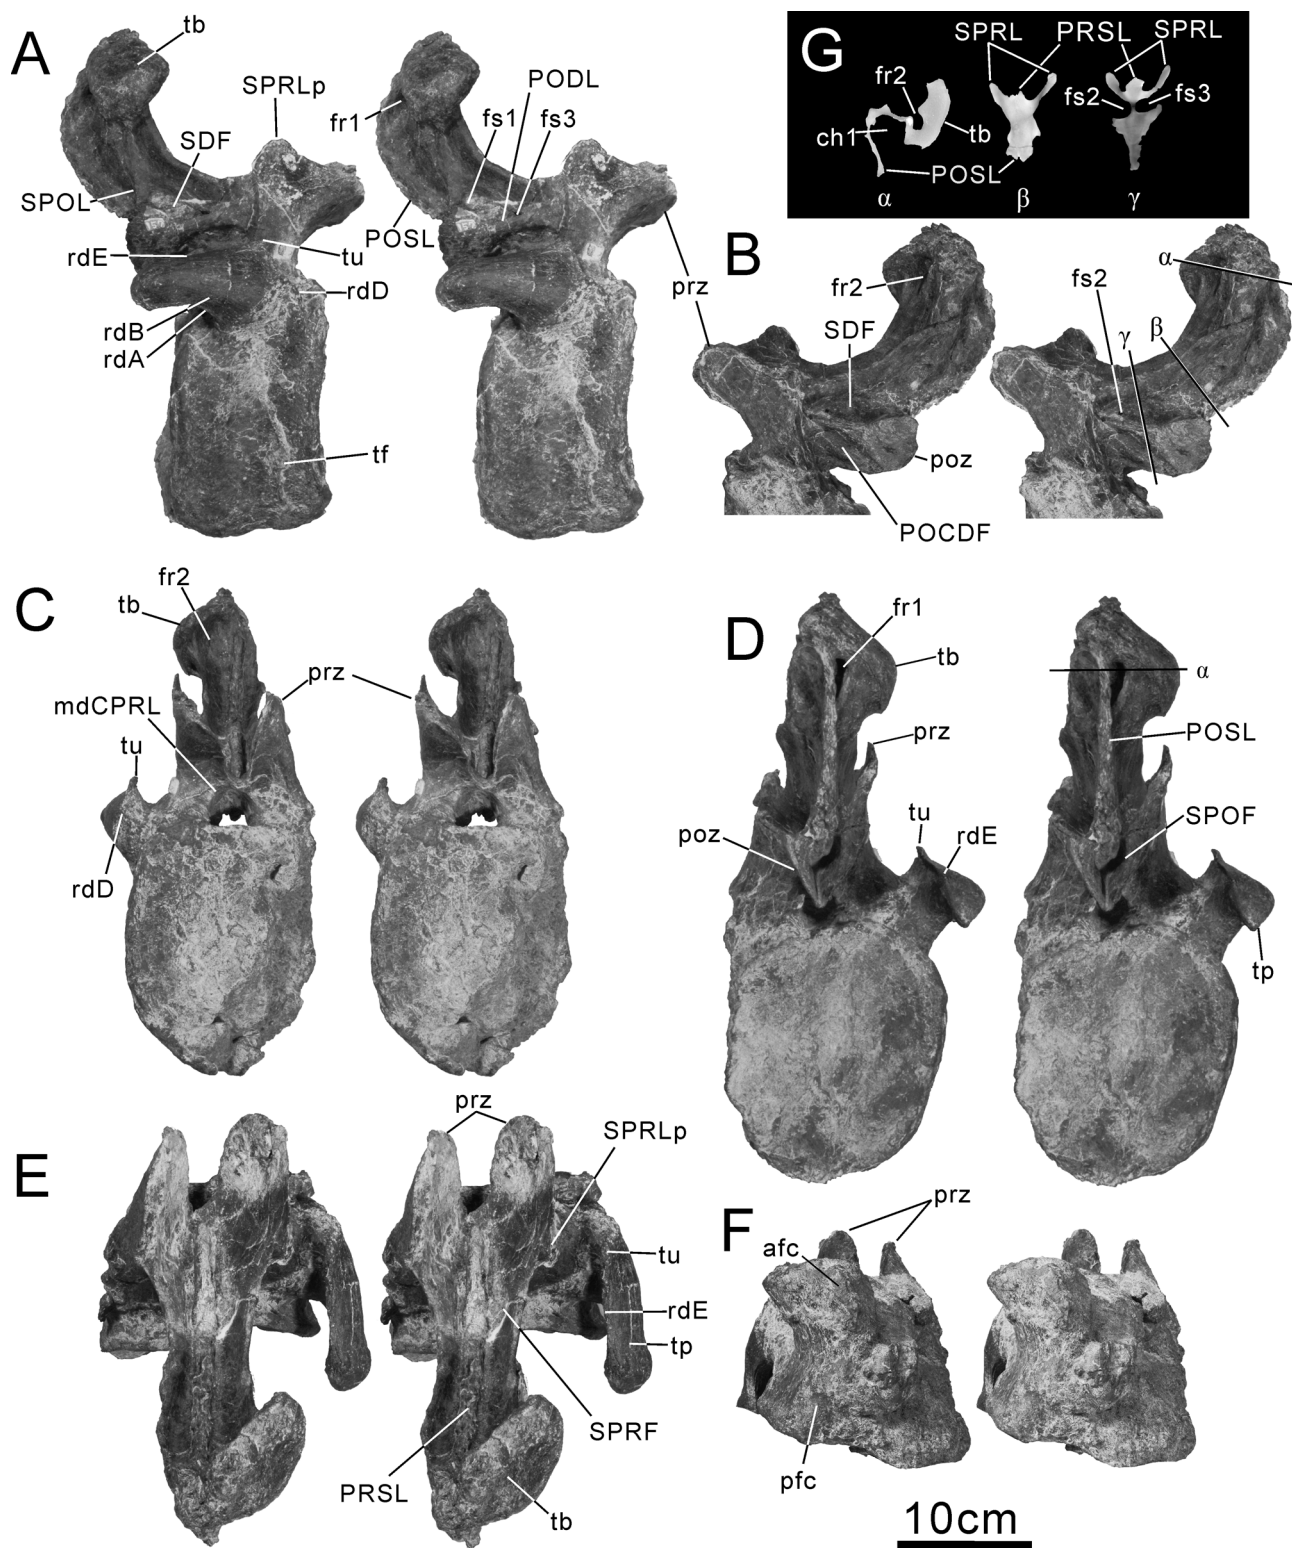 A
tb
SPRLp
SDF
SPOL
rdE
tu
rdD
rdB
rdA
tf
PODL
fr1
fs1
fs3
POSL
prz
G
SPRL
PRSL
SPRL
fr2
fs2
fs3
ch1
tb
POSL
α
β
γ
B
fr2
SDF
poz
POCDF
α
fs2
γ
β
C
fr2
tb
prz
mdCPRL
tu
rdD
D
fr1
tb
prz
tu
rdE
poz
α
POSL
SPOF
tp
E
prz
SPRLp
tu
rdE
tp
SPRF
PRSL
tb
F
prz
afc
pfc
10cm